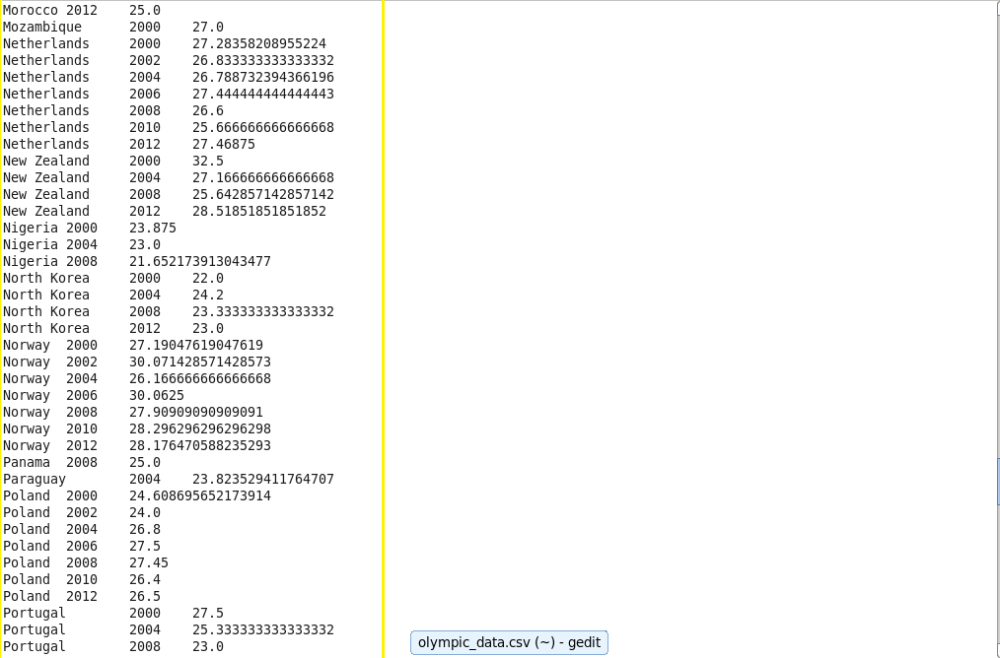 Morocco 2012 25.0
Mozambique 2000 27.0
Netherlands 2000 27.28358208955224
Netherlands 2002 26.833333333333332
Netherlands 2004 26.788732394366196
Netherlands 2006 27.444444444444443
Netherlands 2008 26.6
Netherlands 2010 25.666666666666668
Netherlands 2012 27.46875
New Zealand 2000 32.5
New Zealand 2004 27.166666666666668
New Zealand 2008 25.642857142857142
New Zealand 2012 28.51851851851852
Nigeria 2000 23.875
Nigeria 2004 23.0
Nigeria 2008 21.652173913043477
North Korea 2000 22.0
North Korea 2004 24.2
North Korea 2008 23.333333333333332
North Korea 2012 23.0
Norway 2000 27.19047619047619
Norway 2002 30.071428571428573
Norway 2004 26.166666666666668
Norway 2006 30.0625
Norway 2008 27.90909090909091
Norway 2010 28.296296296296298
Norway 2012 28.176470588235293
Panama 2008 25.0
Paraguay 2004 23.823529411764707
Poland 2000 24.608695652173914
Poland 2002 24.0
Poland 2004 26.8
Poland 2006 27.5
Poland 2008 27.45
Poland 2010 26.4
Poland 2012 26.5
Portugal 2000 27.5
Portugal 2004 25.333333333333332
Portugal 2008 23.0
olympic_data.csv (~) - gedit